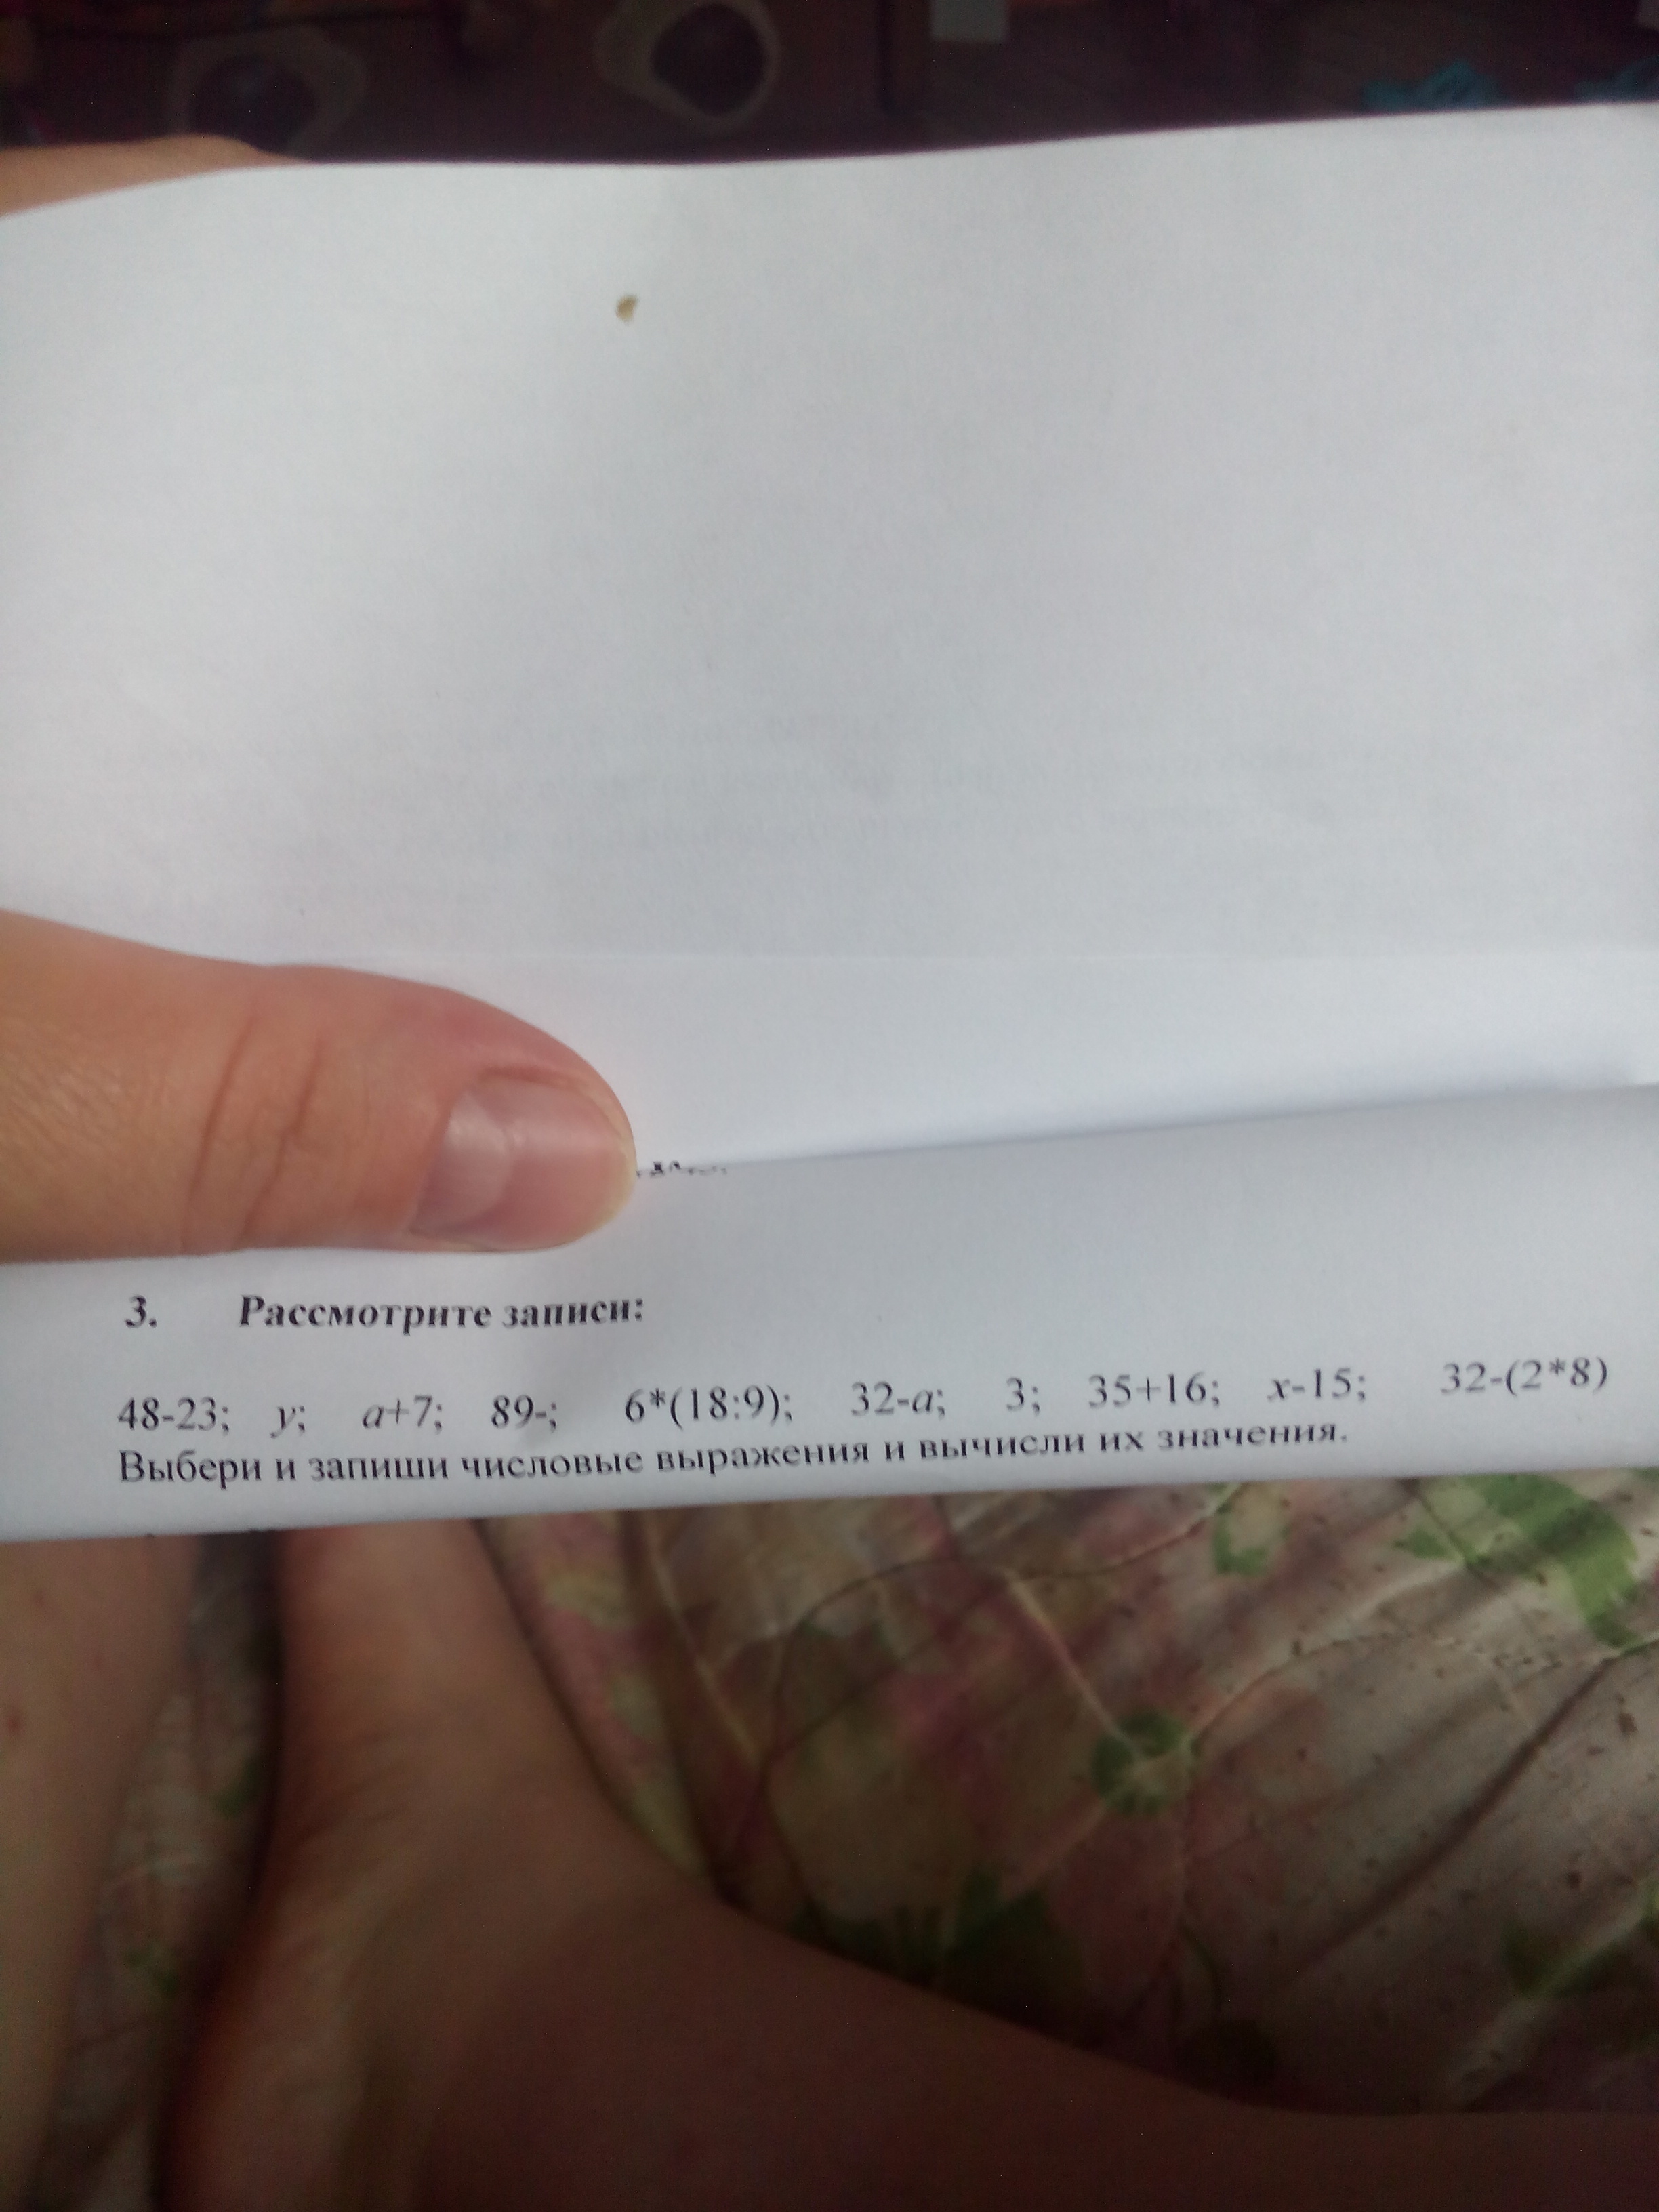 3. Рассмотрите записи:
48-23; y; a+7; 89-; 6*(18:9); 32-a; 3; 35+16; x-15; 32-(2*8)
Выбери и запиши числовые выражения и вычисли их значения.